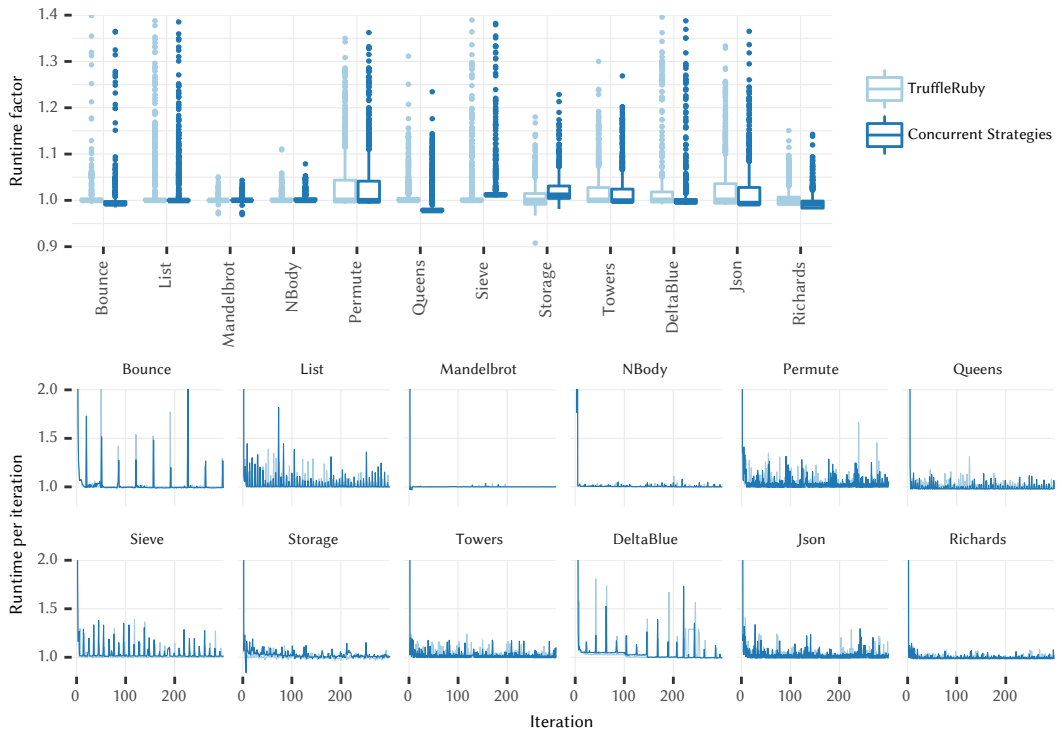 Runtime factor
1.4
1.3
1.2
1.1
1.0
0.9
Bounce
List
Mandelbrot
NBody
Permute
Queens
Sieve
Storage
Towers
DeltaBlue
Json
Richards
TruffleRuby
Concurrent Strategies
Runtime per iteration
Bounce
List
Mandelbrot
NBody
Permute
Queens
2.0
1.5
1.0
Sieve
Storage
Towers
DeltaBlue
Json
Richards
2.0
1.5
1.0
0 100 200 0 100 200 0 100 200 0 100 200 0 100 200 0 100 200
Iteration